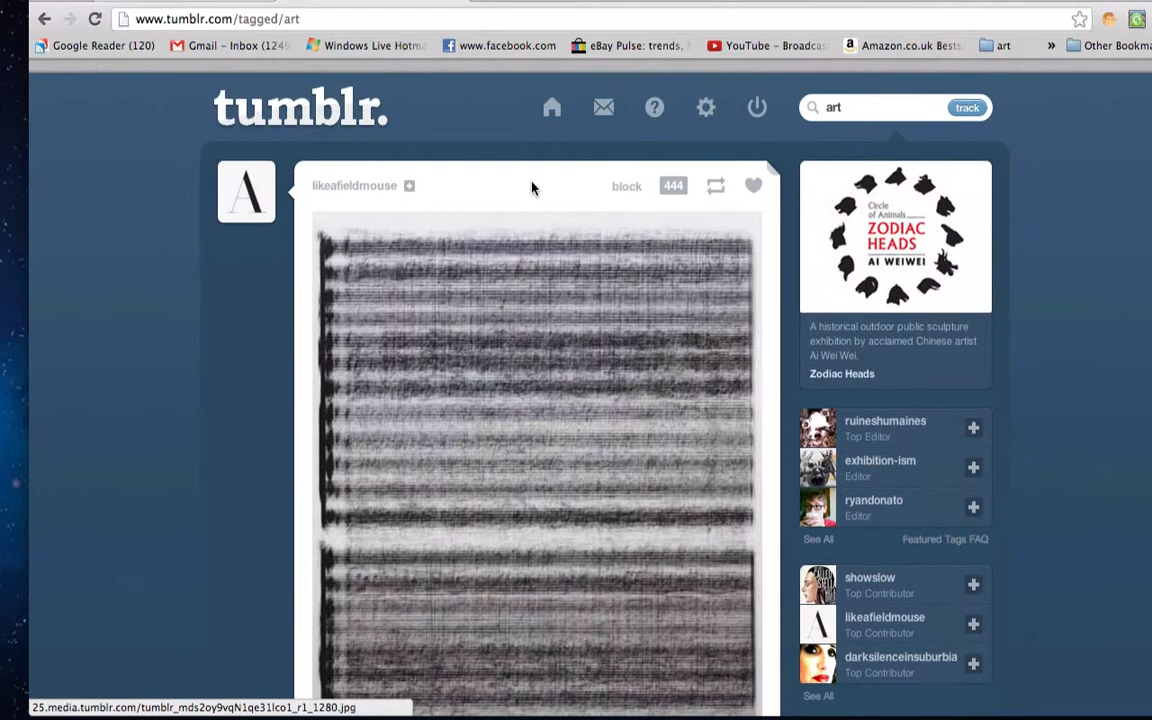 www.tumblr.com/tagged/art
Google Reader (120)
Gmail – Inbox (1249
Windows Live Hotma
www.facebook.com
eBay Pulse: trends,
YouTube – Broadcas
Amazon.co.uk Bests
art
»
Other Bookma
tumblr.
art
track
A
likeafieldmouse
block
444
Circle
of Animals
ZODIAC
HEADS
AI WEIWEI
A historical outdoor public sculpture
exhibition by acclaimed Chinese artist
Ai Wei Wei.
Zodiac Heads
ruineshumaines
Top Editor
exhibition-ism
Editor
ryandonato
Editor
See All
Featured Tags FAQ
showslow
Top Contributor
likeafieldmouse
Top Contributor
darksilenceinsuburbia
Top Contributor
See All
25.media.tumblr.com/tumblr_mds2oy9vqN1qe31lco1_r1_1280.jpg